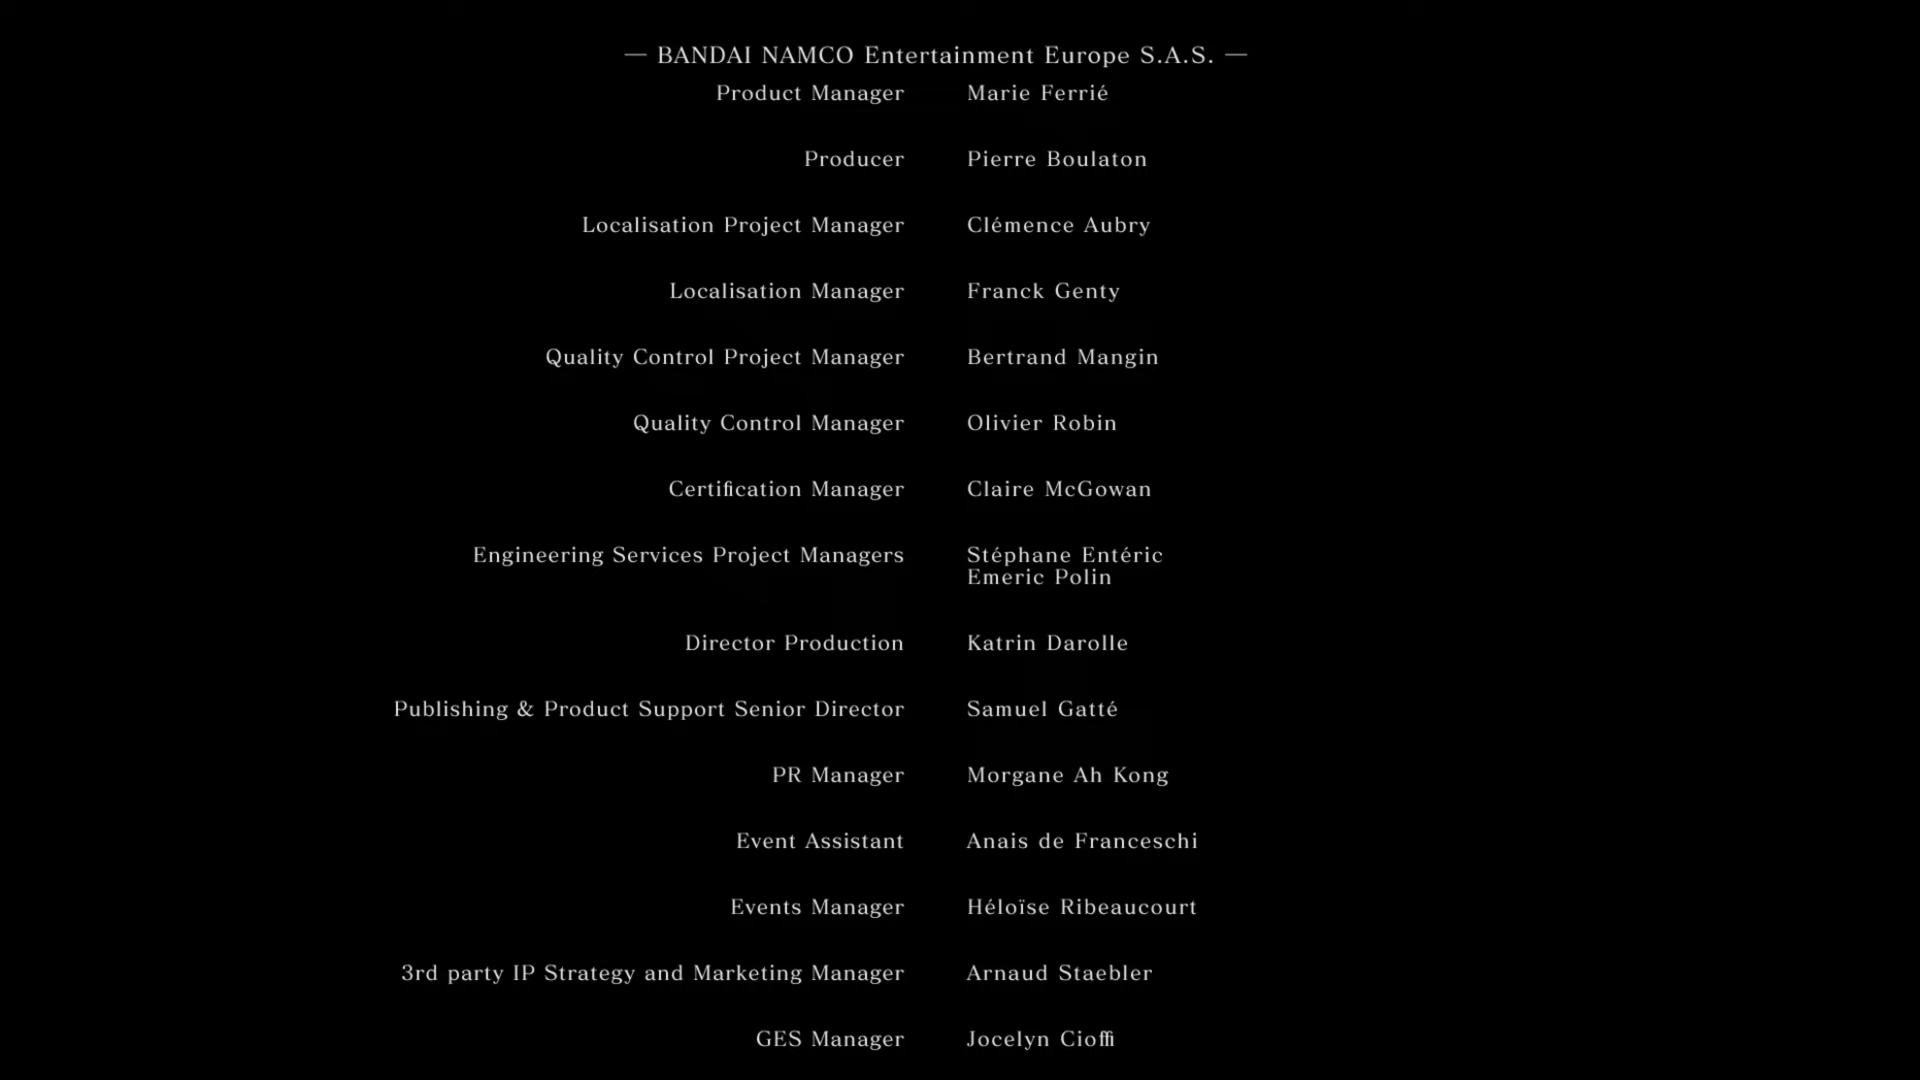 — BANDAI NAMCO Entertainment Europe S.A.S. —
Product Manager Marie Ferrié
Producer Pierre Boulaton
Localisation Project Manager Clémence Aubry
Localisation Manager Franck Genty
Quality Control Project Manager Bertrand Mangin
Quality Control Manager Olivier Robin
Certification Manager Claire McGowan
Engineering Services Project Managers Stéphane Entéric
Emeric Polin
Director Production Katrin Darolle
Publishing & Product Support Senior Director Samuel Gatté
PR Manager Morgane Ah Kong
Event Assistant Anais de Franceschi
Events Manager Héloïse Ribeaucourt
3rd party IP Strategy and Marketing Manager Arnaud Staebler
GES Manager Jocelyn Cioffi